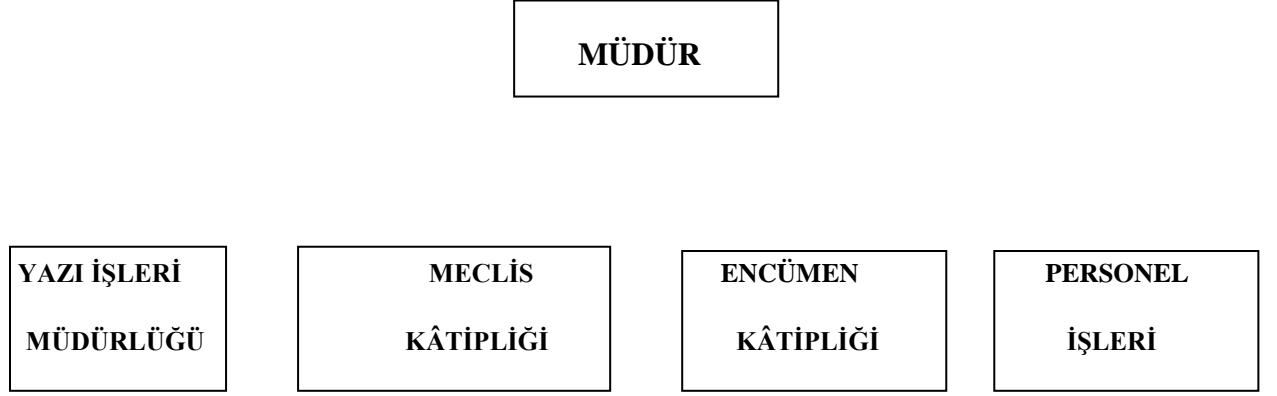 MÜDÜR
YAZI İŞLERİ
MÜDÜRLÜĞÜ
MECLİS
KÂTİPLİĞİ
ENCÜMEN
KÂTİPLİĞİ
PERSONEL
İŞLERİ